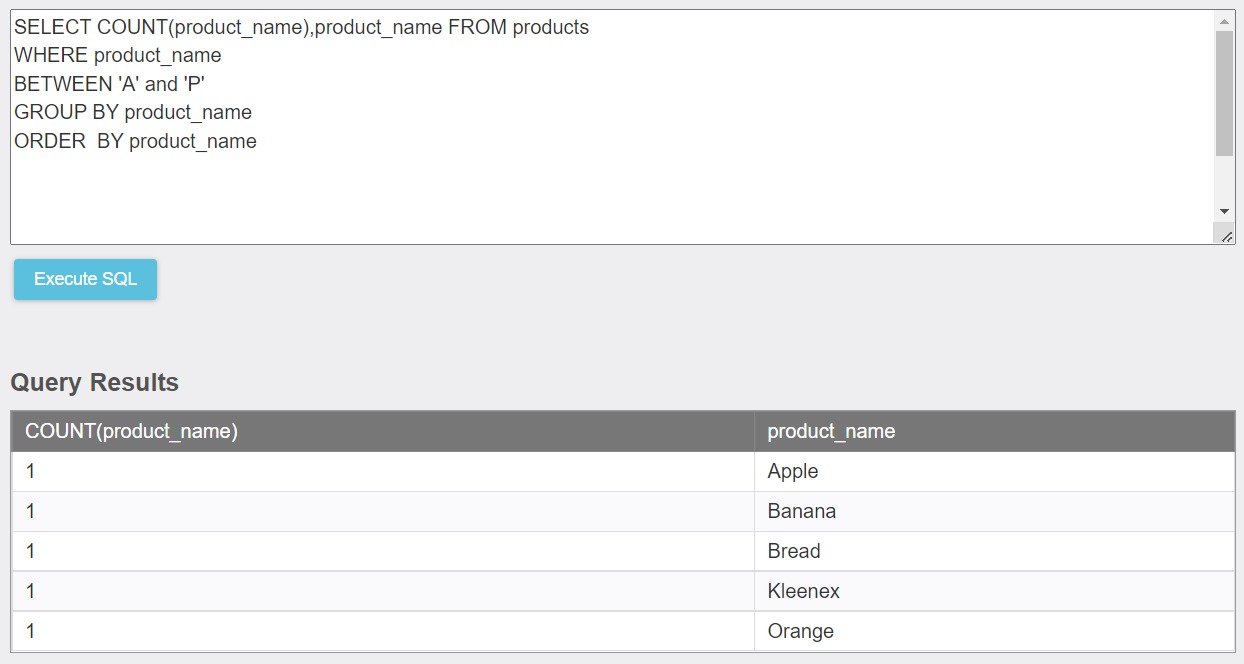 SELECT COUNT(product_name),product_name FROM products
WHERE product_name
BETWEEN 'A' and 'P'
GROUP BY product_name
ORDER  BY product_name
Execute SQL
Query Results
COUNT(product_name) product_name
1 Apple
1 Banana
1 Bread
1 Kleenex
1 Orange